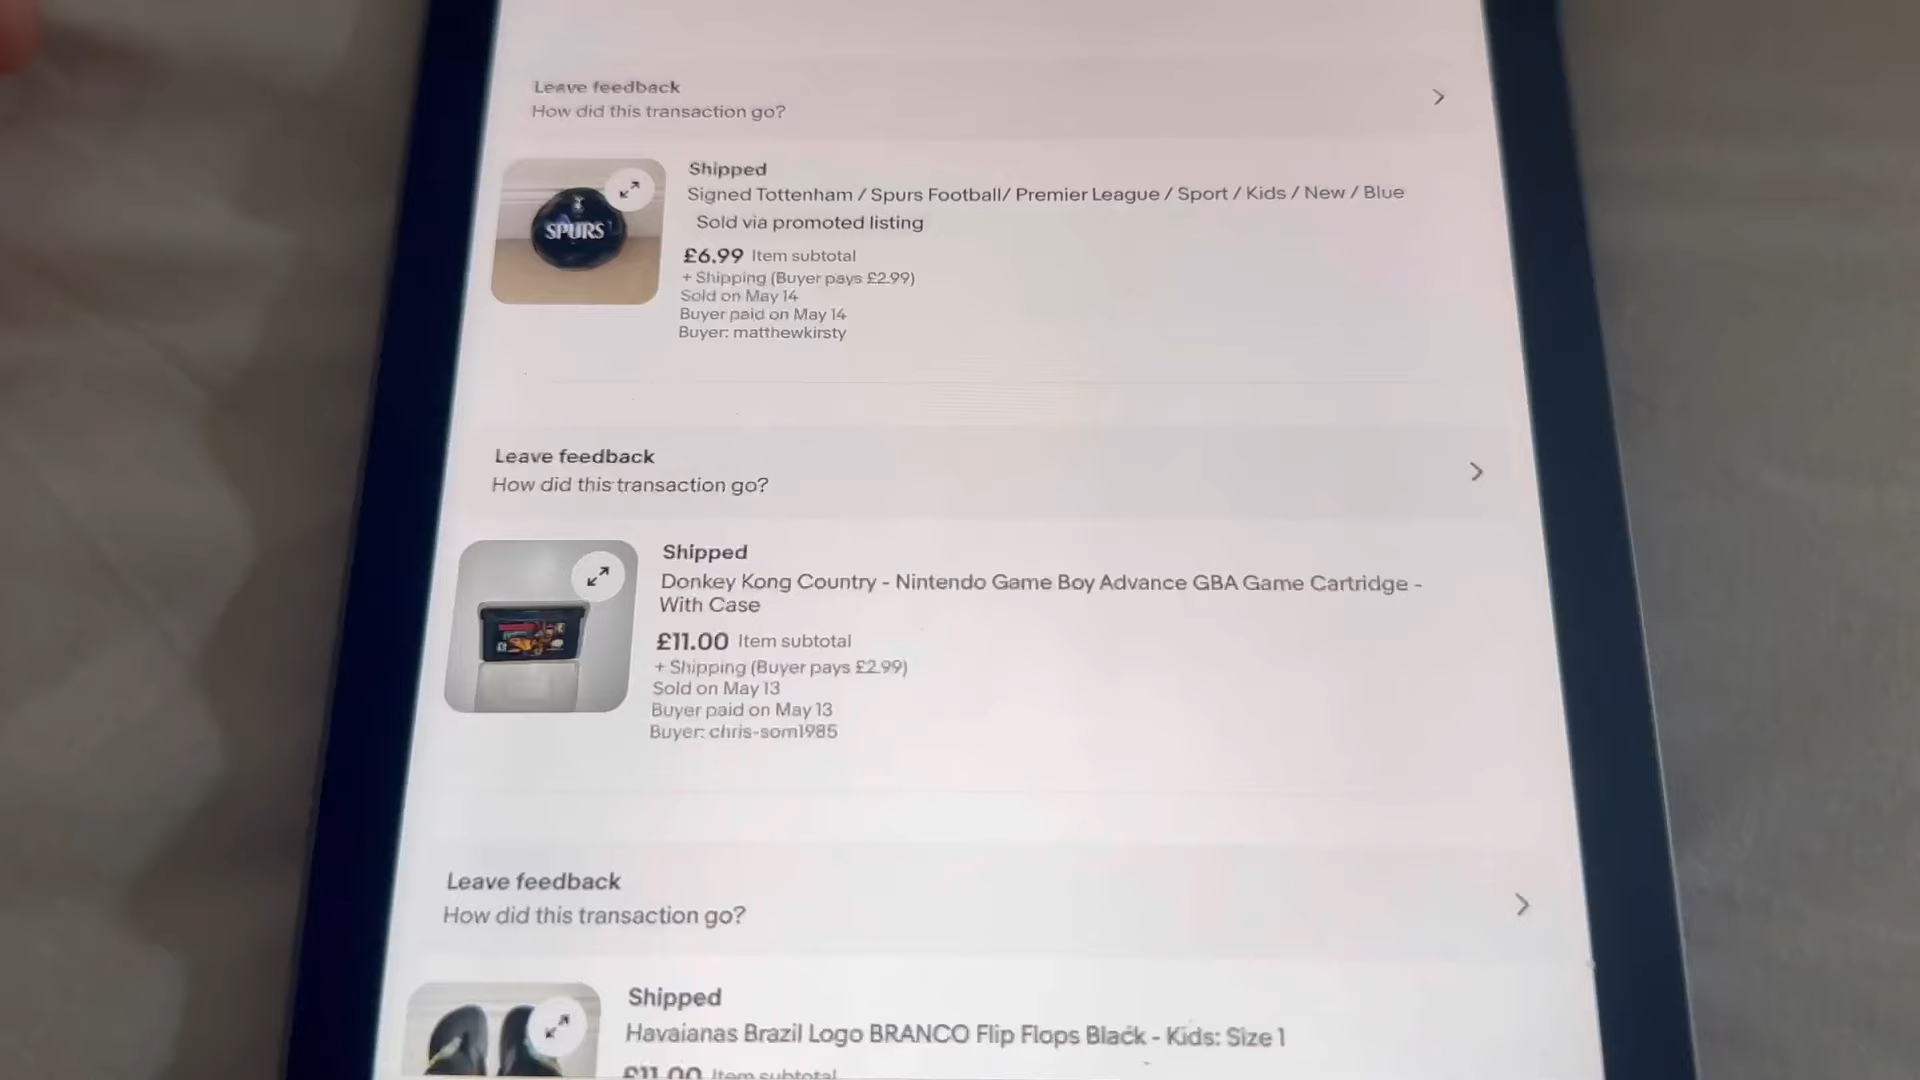 Leave feedback
How did this transaction go?
SPURS
Shipped
Signed Tottenham / Spurs Football/ Premier League / Sport / Kids / New / Blue
Sold via promoted listing
£6.99 Item subtotal
+ Shipping (Buyer pays £2.99)
Sold on May 14
Buyer paid on May 14
Buyer: matthewkirsty
Leave feedback
How did this transaction go?
Shipped
Donkey Kong Country - Nintendo Game Boy Advance GBA Game Cartridge -
With Case
£11.00 Item subtotal
+ Shipping (Buyer pays £2.99)
Sold on May 13
Buyer paid on May 13
Buyer: chris-som1985
Leave feedback
How did this transaction go?
Shipped
Havaianas Brazil Logo BRANCO Flip Flops Black - Kids: Size 1
£11.00 Item subtotal